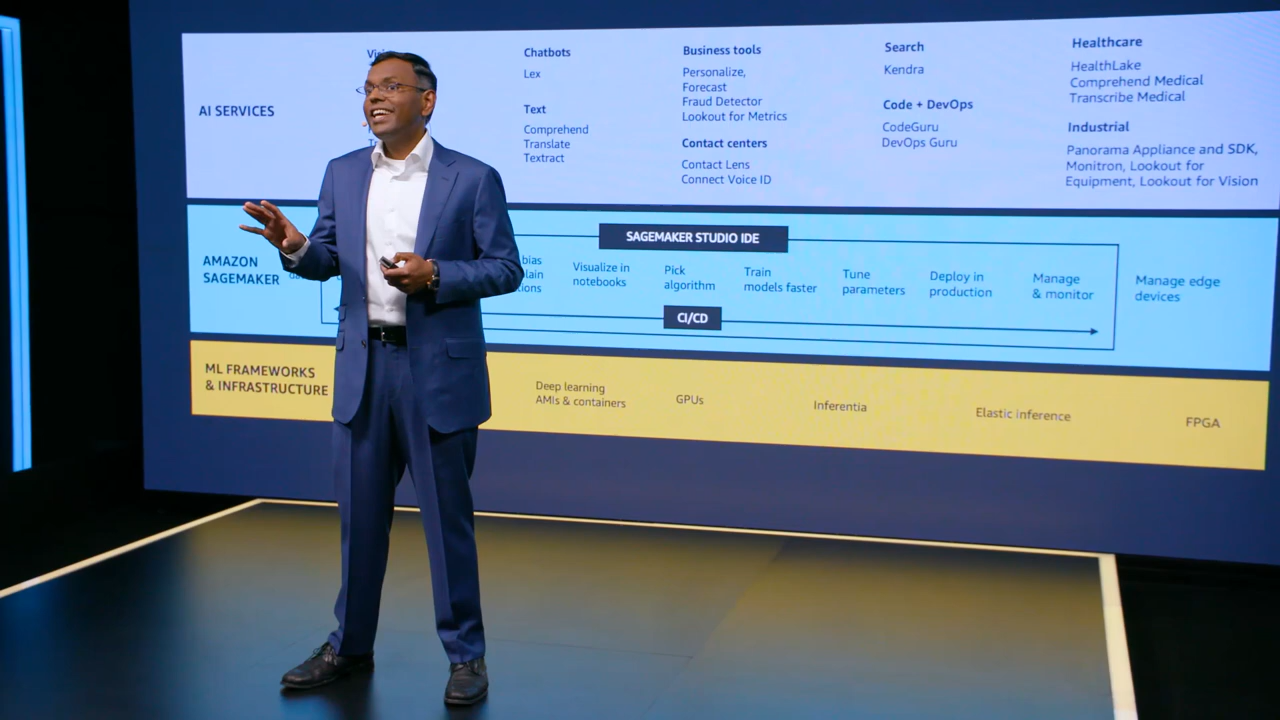 AI SERVICES
Chatbots
Lex
Text
Comprehend
Translate
Textract
Business tools
Personalize,
Forecast
Fraud Detector
Lookout for Metrics
Contact centers
Contact Lens
Connect Voice ID
Search
Kendra
Code + DevOps
CodeGuru
DevOps Guru
Healthcare
HealthLake
Comprehend Medical
Transcribe Medical
Industrial
Panorama Appliance and SDK,
Monitron, Lookout for
Equipment, Lookout for Vision
AMAZON
SAGEMAKER
SAGEMAKER STUDIO IDE
bias
Visualize in
notebooks
Pick
algorithm
Train
models faster
Tune
parameters
Deploy in
production
Manage
& monitor
Manage edge
devices
CI/CD
ML FRAMEWORKS
& INFRASTRUCTURE
Deep learning
AMIs & containers
GPUs
Inferentia
Elastic inference
FPGA